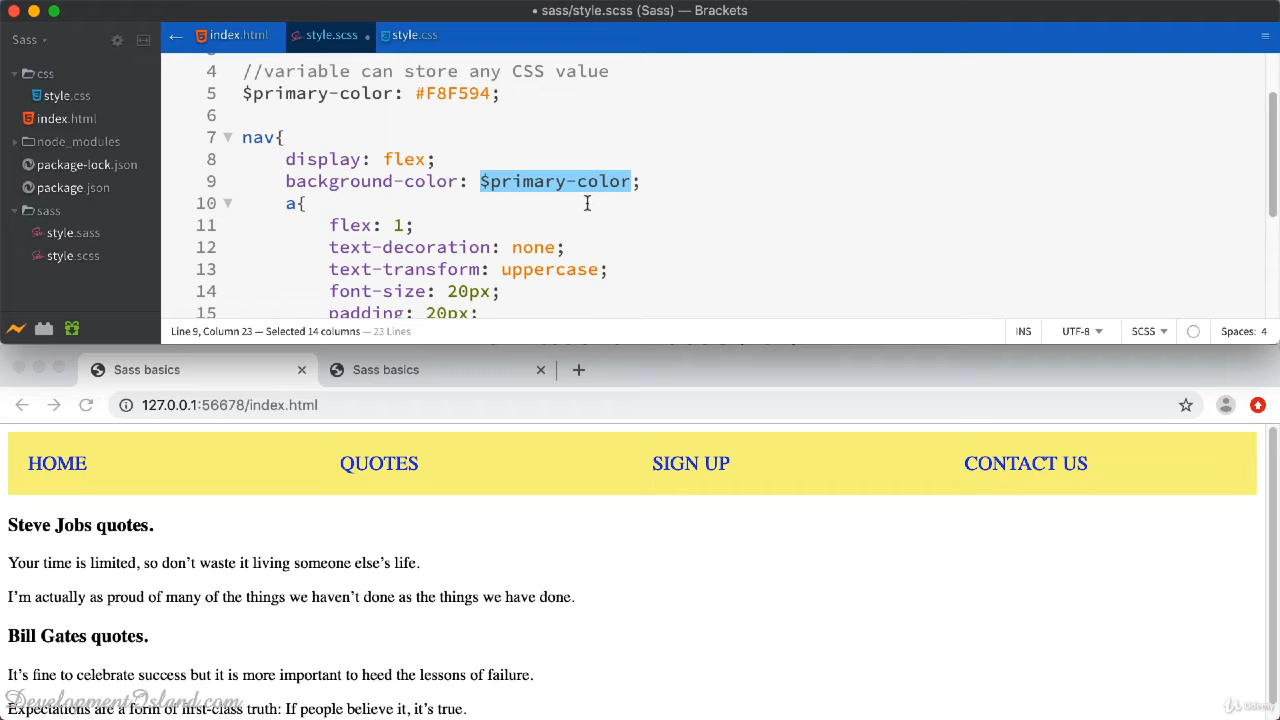 • sass/style.scss (Sass) — Brackets
Sass
index.html
style.scss •
style.css
css
style.css
index.html
node_modules
package-lock.json
package.json
sass
style.sass
style.scss
4 //variable can store any CSS value
5 $primary-color: #F8F594;
6
7 nav{
8 display: flex;
9 background-color: $primary-color;
10 a{
11 flex: 1;
12 text-decoration: none;
13 text-transform: uppercase;
14 font-size: 20px;
15 padding: 20px;
Line 9, Column 23 — Selected 14 columns — 23 Lines
INS UTF-8 SCSS Spaces: 4
Sass basics
Sass basics
127.0.0.1:56678/index.html
HOME QUOTES SIGN UP CONTACT US
Steve Jobs quotes.
Your time is limited, so don’t waste it living someone else’s life.
I’m actually as proud of many of the things we haven’t done as the things we have done.
Bill Gates quotes.
It’s fine to celebrate success but it is more important to heed the lessons of failure.
DevelopmentIsland.com
Expectations are a form of first-class truth: If people believe it, it’s true.
Udemy